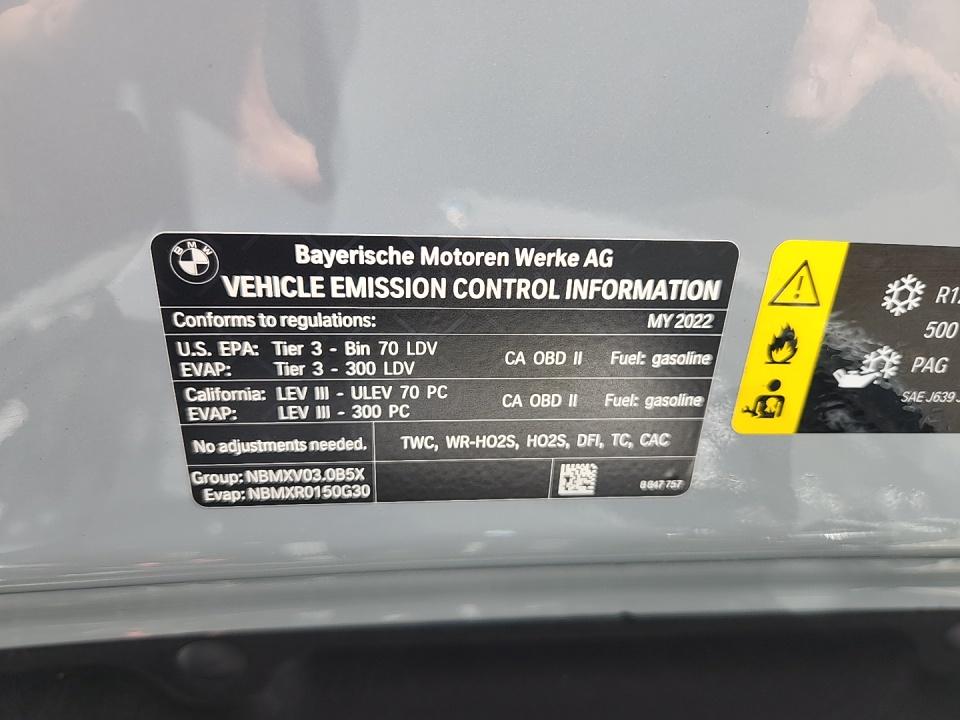 BMW
Bayerische Motoren Werke AG
VEHICLE EMISSION CONTROL INFORMATION
Conforms to regulations: MY 2022
U.S. EPA: Tier 3 - Bin 70 LDV CA OBD II Fuel: gasoline
EVAP: Tier 3 - 300 LDV
California: LEV III - ULEV 70 PC CA OBD II Fuel: gasoline
EVAP: LEV III - 300 PC
No adjustments needed. TWC, WR-HO2S, HO2S, DFI, TC, CAC
Group: NBMXV03.0B5X
Evap: NBMXR0150G30
8 847 757
500
PAG
SAE J639